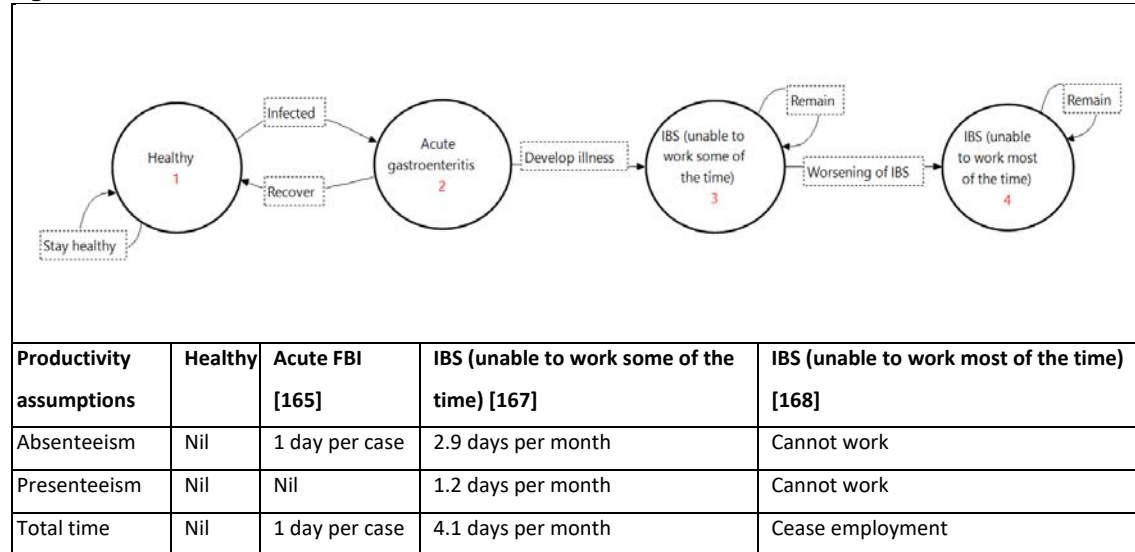 Infected
Healthy
1
Recover
Stay healthy
Acute
gastroenteritis
2
Develop illness
IBS (unable to
work some of
the time)
3
Remain
Worsening of IBS
IBS (unable
to work most
of the time)
4
Remain
Productivity assumptions | Healthy | Acute FBI [165] | IBS (unable to work some of the time) [167] | IBS (unable to work most of the time) [168]
Absenteeism | Nil | 1 day per case | 2.9 days per month | Cannot work
Presenteeism | Nil | Nil | 1.2 days per month | Cannot work
Total time | Nil | 1 day per case | 4.1 days per month | Cease employment